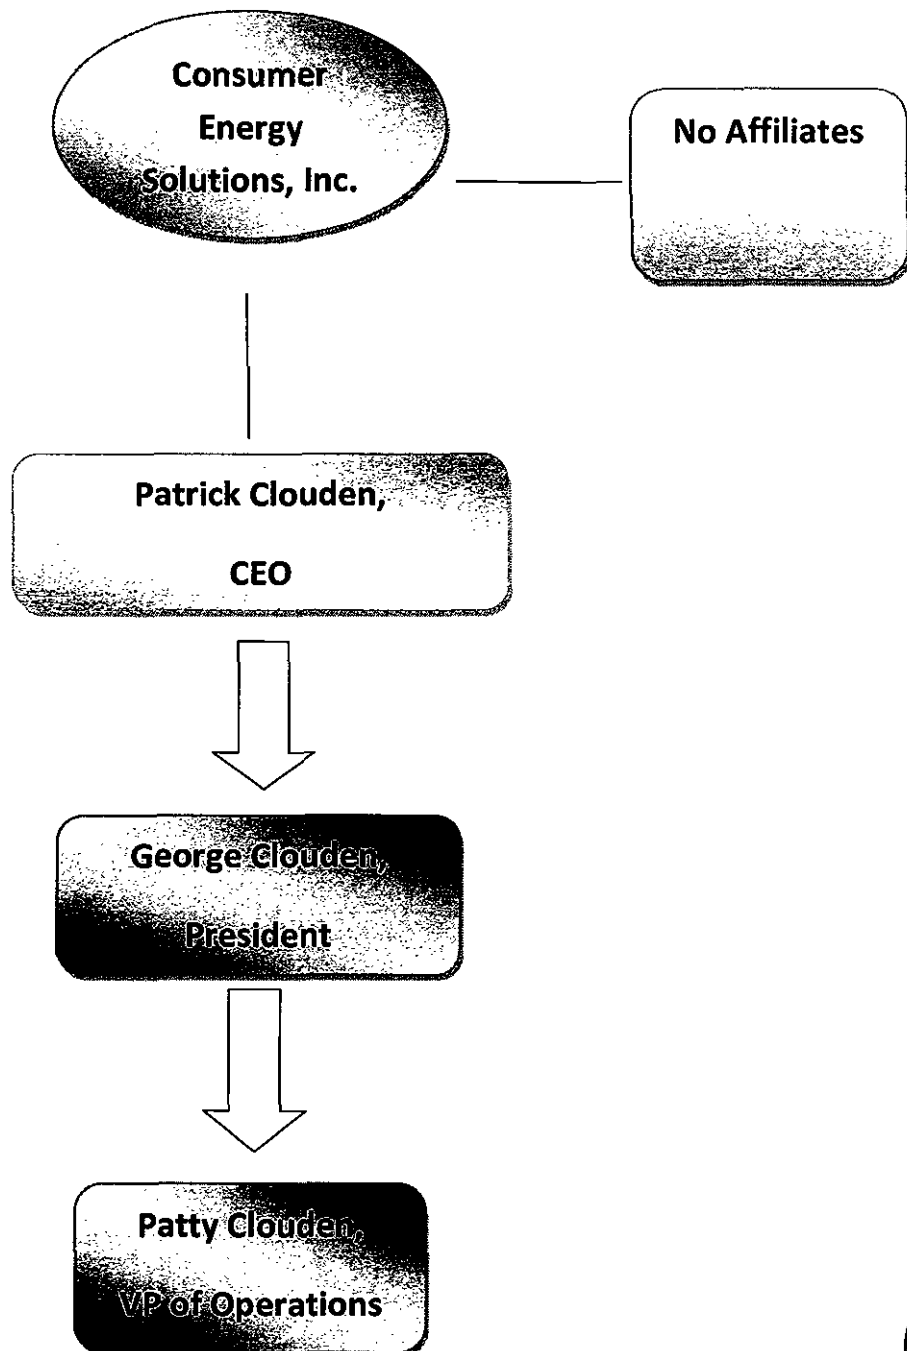 Consumer
Energy
Solutions, Inc.
No Affiliates
Patrick Clouden,
CEO
George Clouden,
President
Patty Clouden,
VP of Operations